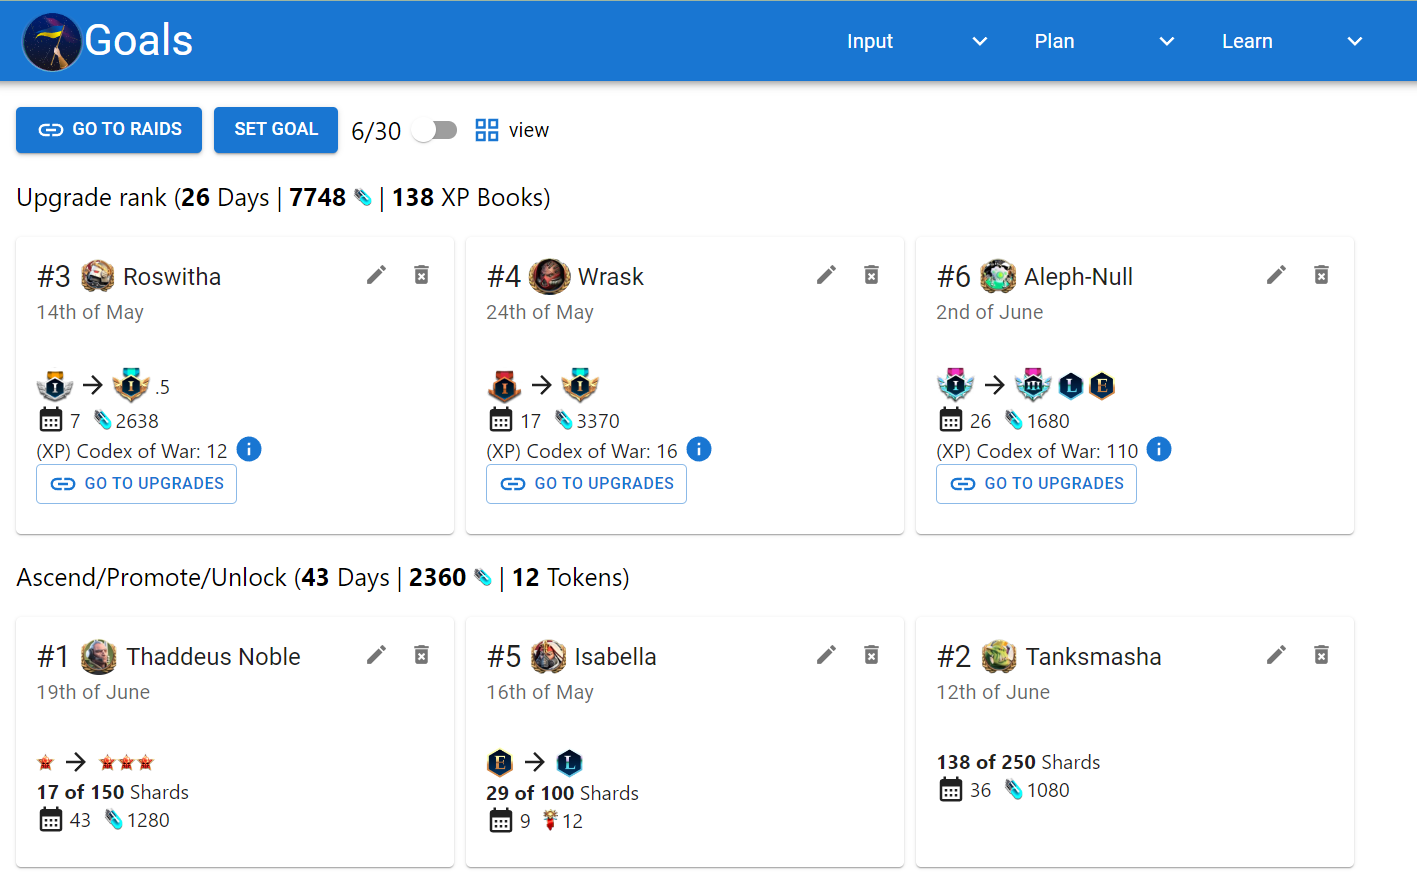 Goals
Input
Plan
Learn
GO TO RAIDS
SET GOAL
6/30
view
Upgrade rank (26 Days | 7748 | 138 XP Books)
#3 Roswitha
14th of May
I I .5
7 2638
(XP) Codex of War: 12
GO TO UPGRADES
#4 Wrask
24th of May
I I
17 3370
(XP) Codex of War: 16
GO TO UPGRADES
#6 Aleph-Null
2nd of June
I III L E
26 1680
(XP) Codex of War: 110
GO TO UPGRADES
Ascend/Promote/Unlock (43 Days | 2360 | 12 Tokens)
#1 Thaddeus Noble
19th of June
17 of 150 Shards
43 1280
#5 Isabella
16th of May
E L
29 of 100 Shards
9 12
#2 Tanksmasha
12th of June
138 of 250 Shards
36 1080